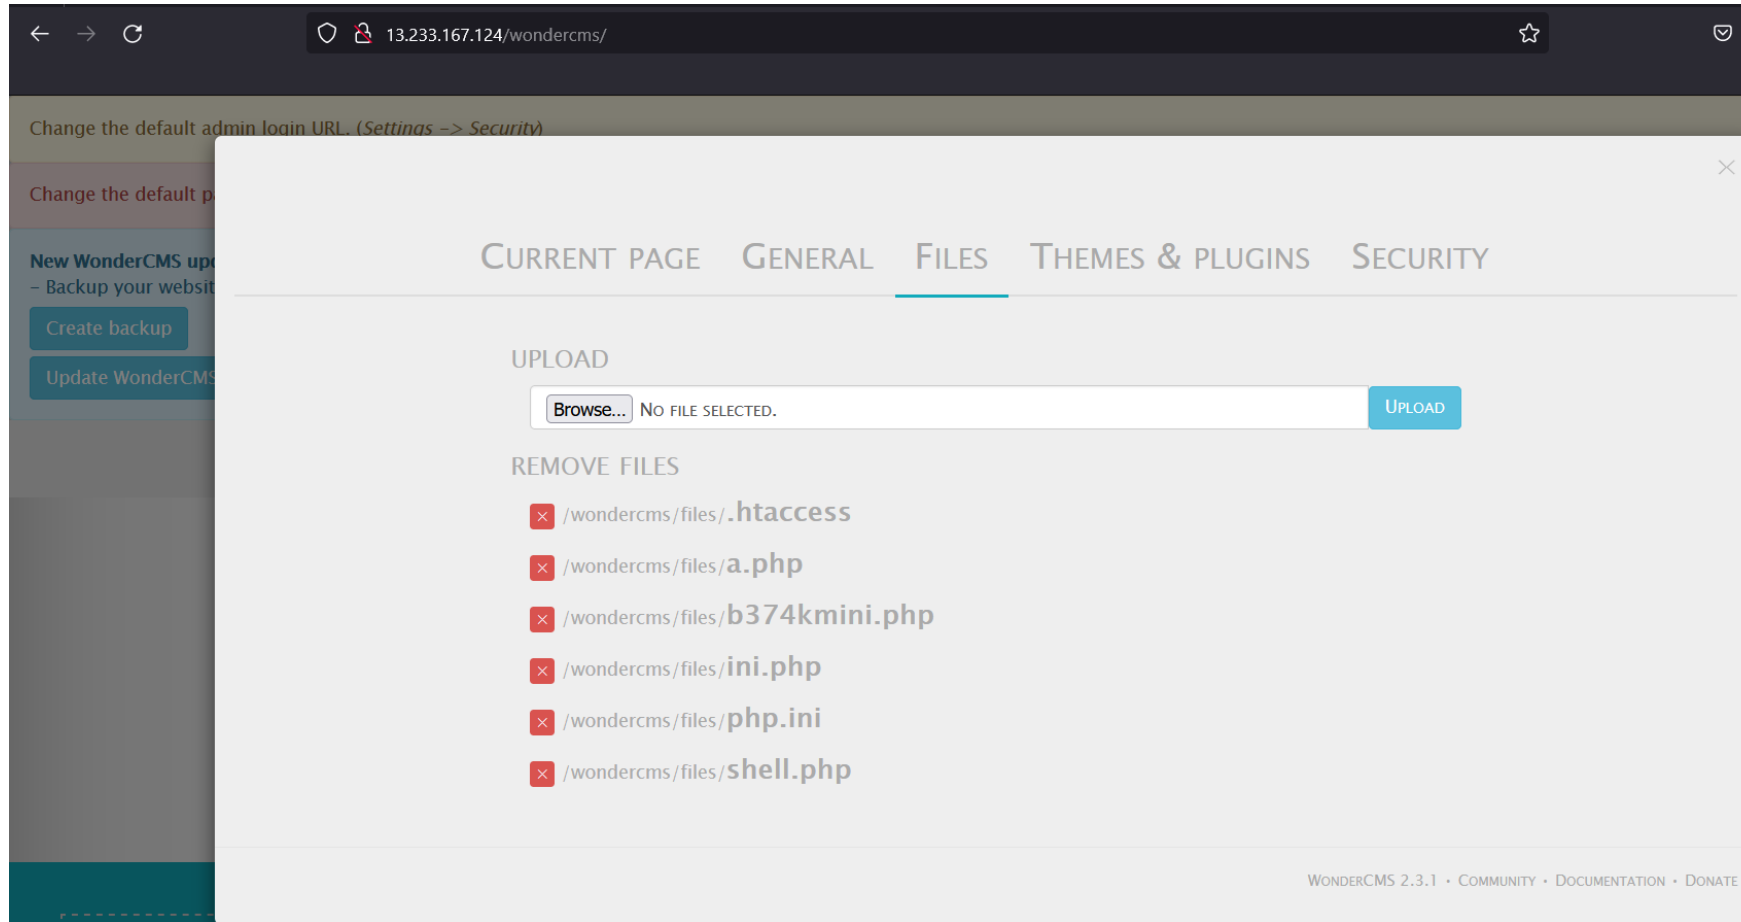 13.233.167.124/wondercms/
Change the default admin login URL. (Settings -> Security)
Change the default p
New WonderCMS upd
- Backup your websit
Create backup
Update WonderCMS
CURRENT PAGE GENERAL FILES THEMES & PLUGINS SECURITY
UPLOAD
Browse... NO FILE SELECTED. UPLOAD
REMOVE FILES
/wondercms/files/.htaccess
/wondercms/files/a.php
/wondercms/files/b374kmini.php
/wondercms/files/ini.php
/wondercms/files/php.ini
/wondercms/files/shell.php
WONDERCMS 2.3.1 · COMMUNITY · DOCUMENTATION · DONATE